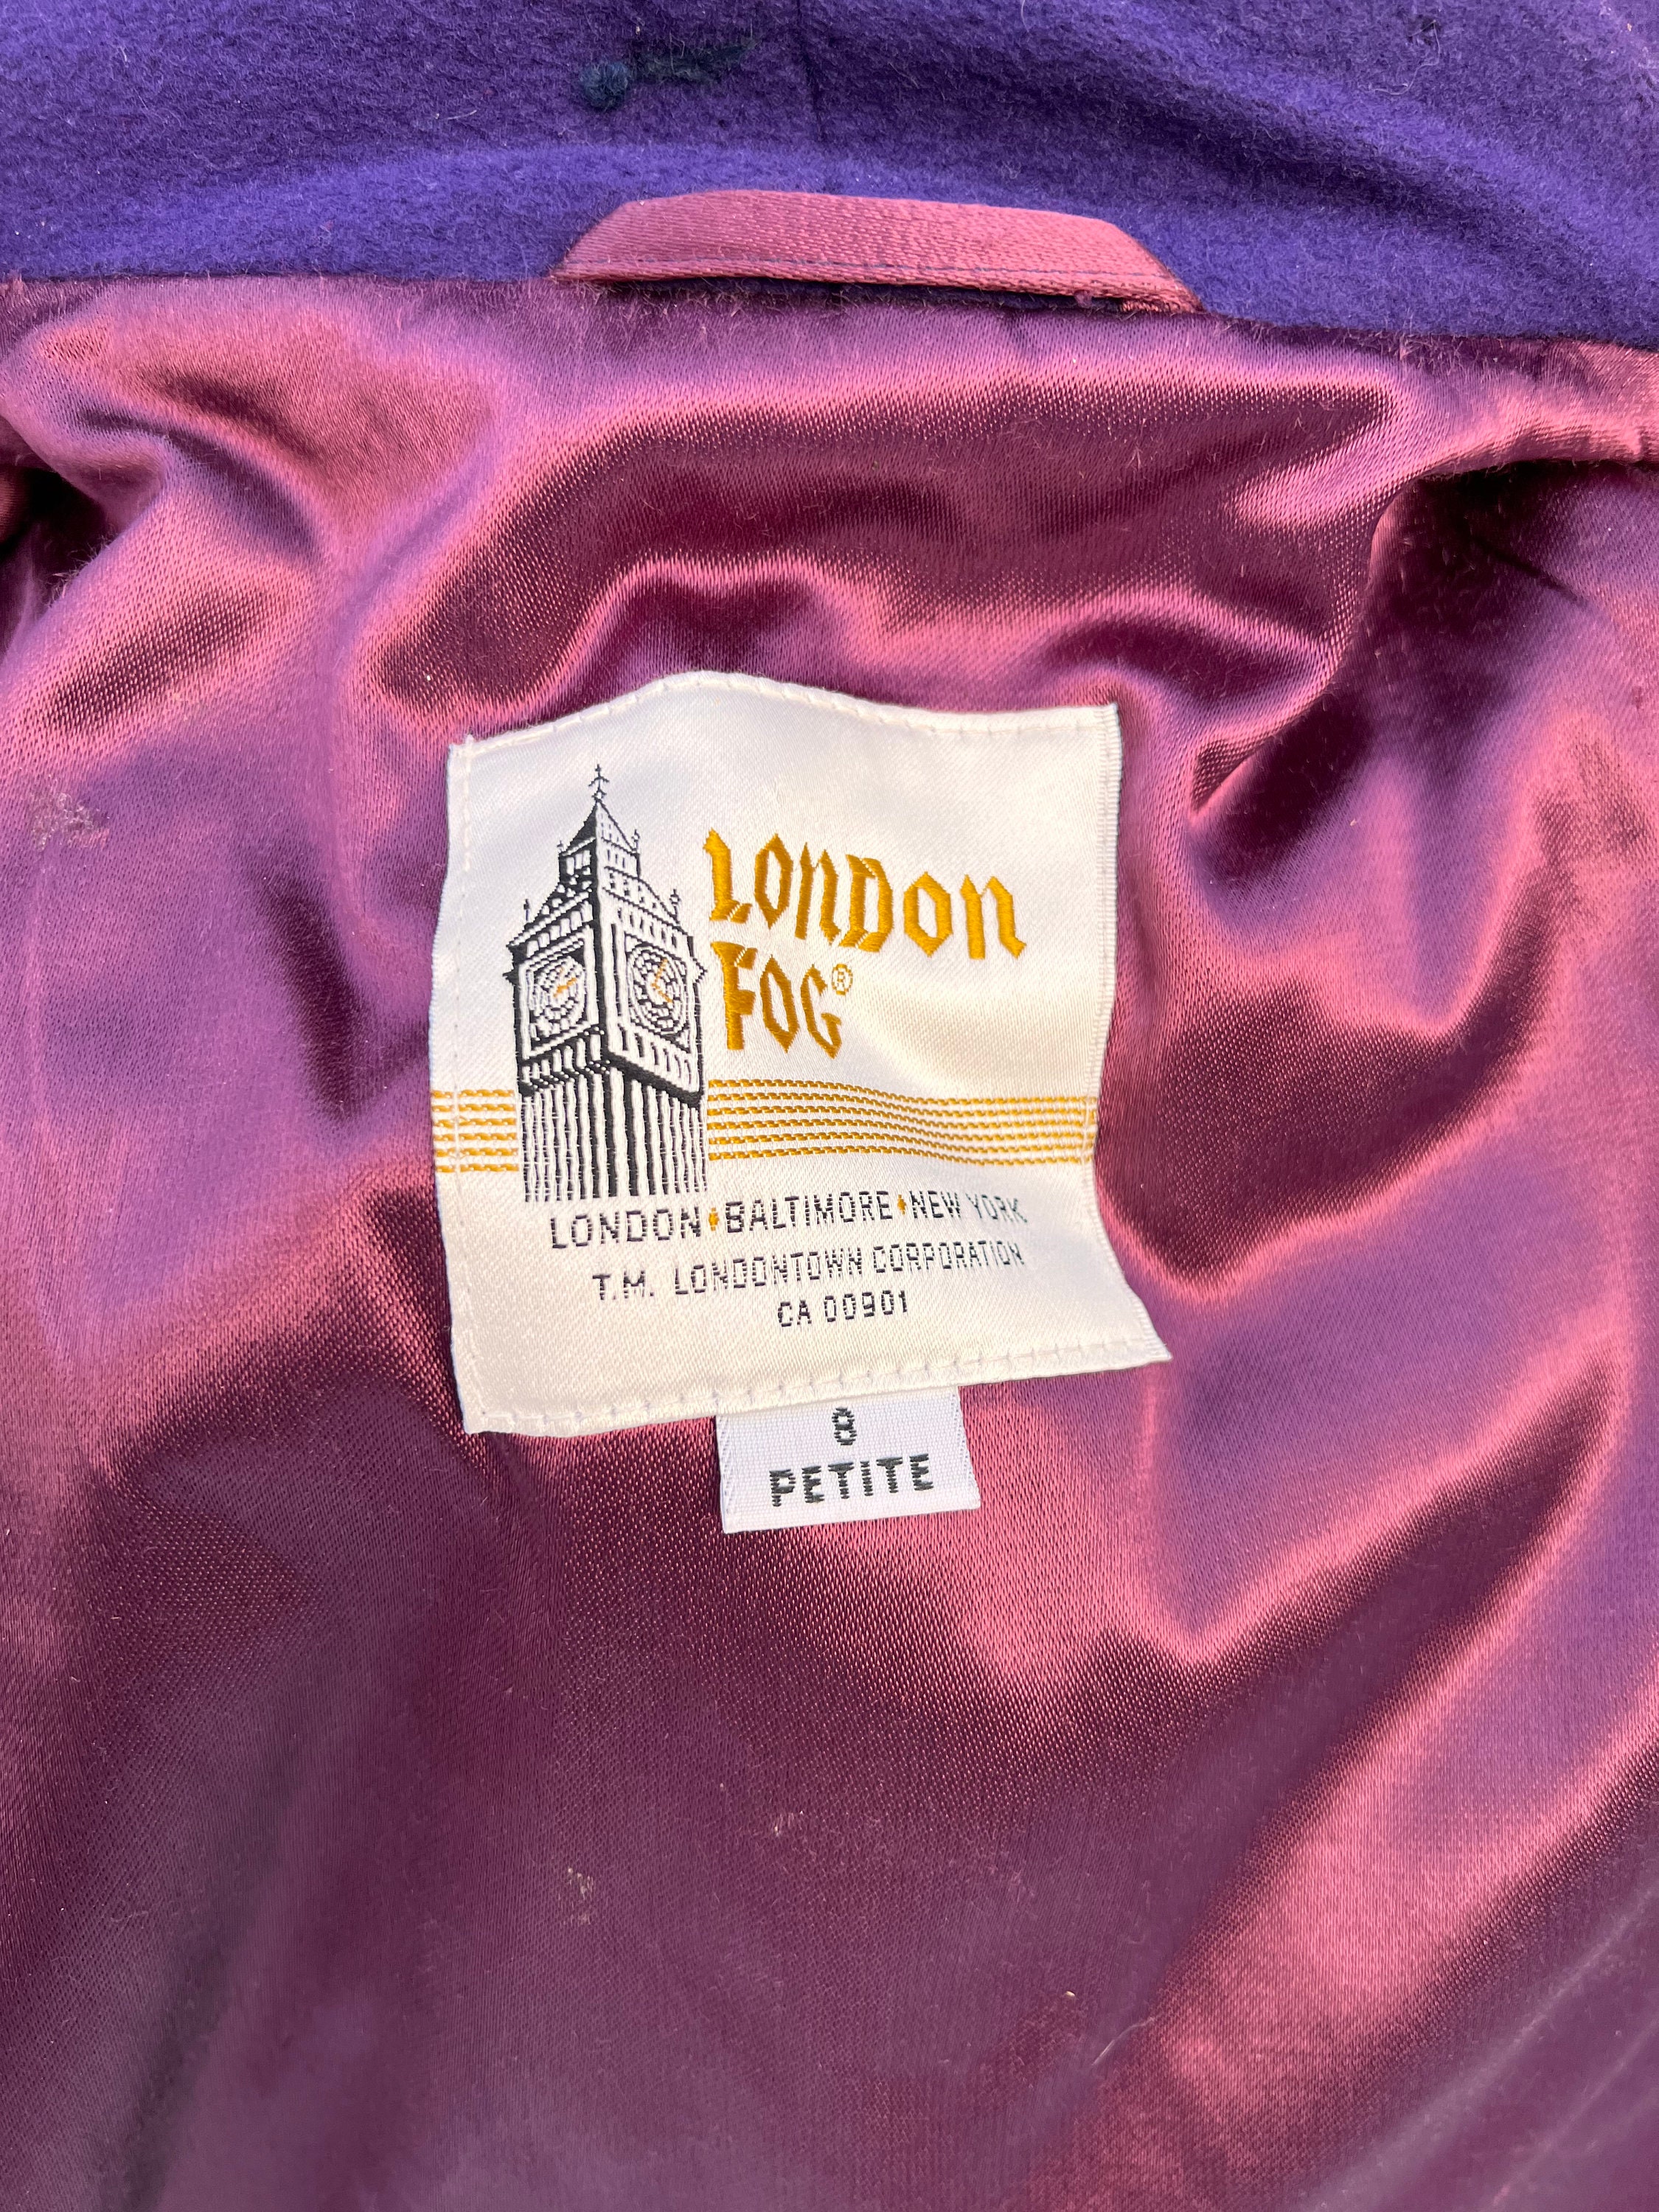 LONDON
FOG®
LONDON♦BALTIMORE♦NEW YORK
T.M. LONDONTOWN CORPORATION
CA 00901
8
PETITE